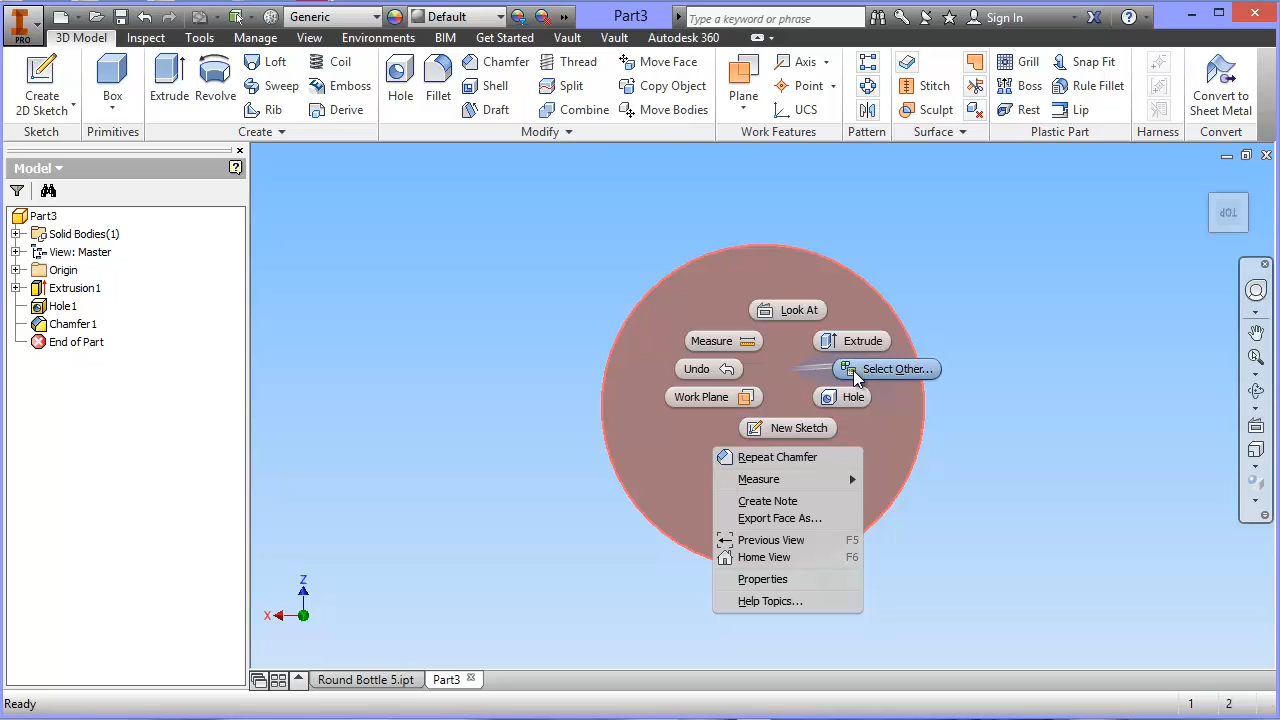 Generic
Default
Part3
Type a keyword or phrase
Sign In
PRO
3D Model
Inspect
Tools
Manage
View
Environments
BIM
Get Started
Vault
Vault
Autodesk 360
Create
2D Sketch
Box
Extrude
Revolve
Loft
Coil
Sweep
Emboss
Rib
Derive
Hole
Fillet
Chamfer
Thread
Move Face
Shell
Split
Copy Object
Draft
Combine
Move Bodies
Plane
Axis
Point
UCS
Stitch
Sculpt
Grill
Snap Fit
Boss
Rule Fillet
Rest
Lip
Convert to
Sheet Metal
Sketch
Primitives
Create
Modify
Work Features
Pattern
Surface
Plastic Part
Harness
Convert
Model
Part3
Solid Bodies(1)
View: Master
Origin
Extrusion1
Hole1
Chamfer1
End of Part
TOP
Look At
Measure
Extrude
Undo
Select Other...
Work Plane
Hole
New Sketch
Repeat Chamfer
Measure
Create Note
Export Face As...
Previous View F5
Home View F6
Properties
Help Topics...
Z
X
Round Bottle 5.ipt
Part3
Ready
1 2